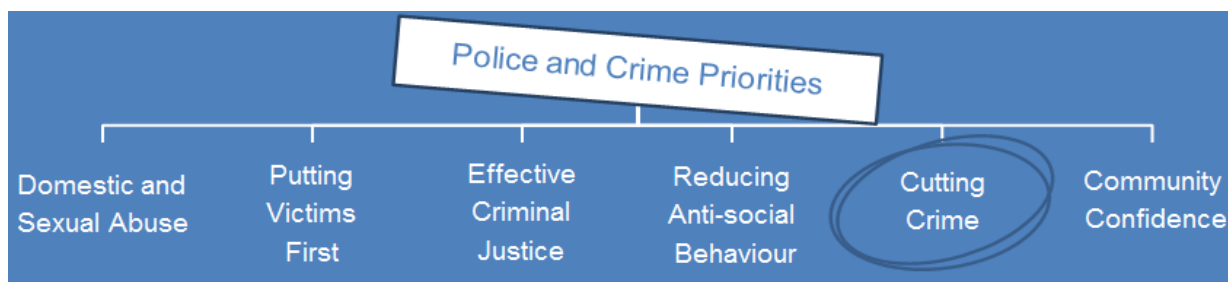 Police and Crime Priorities
Domestic and
Sexual Abuse
Putting
Victims
First
Effective
Criminal
Justice
Reducing
Anti-social
Behaviour
Cutting
Crime
Community
Confidence